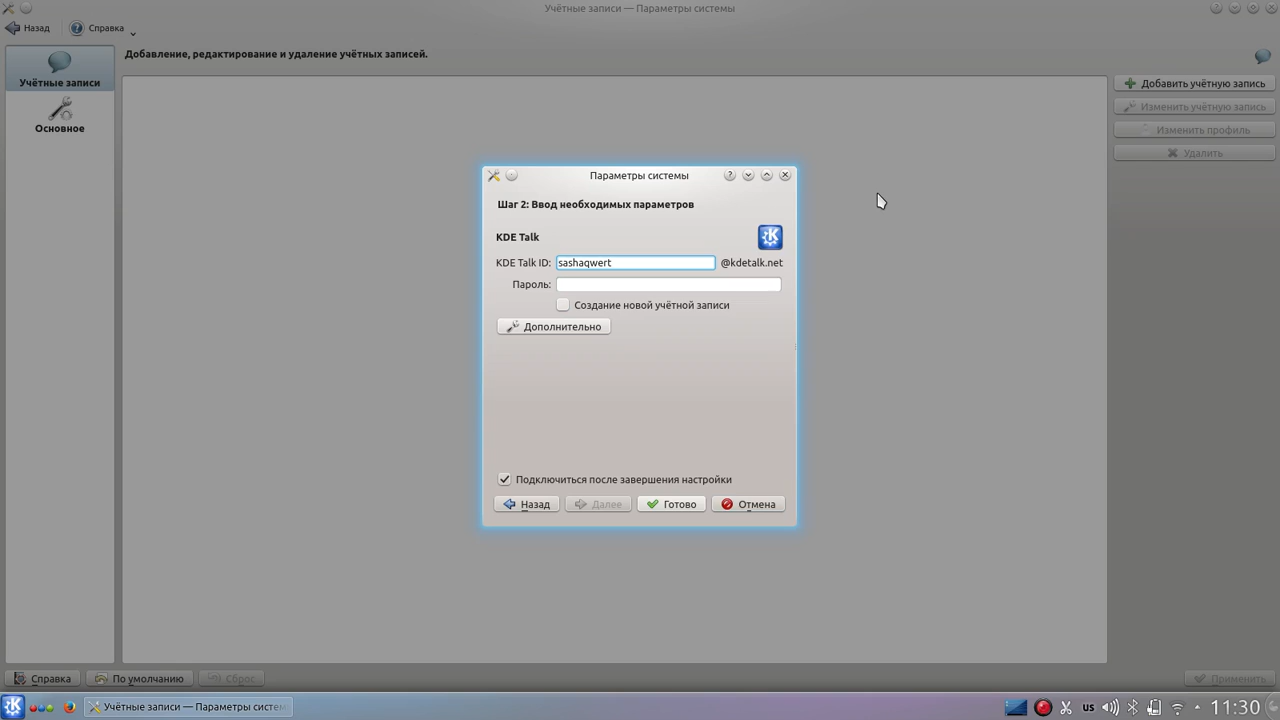 Учётные записи — Параметры системы
Назад
Справка
Учётные записи
Основное
Добавление, редактирование и удаление учётных записей.
Добавить учётную запись
Изменить учётную запись
Изменить профиль
Удалить
Параметры системы
Шаг 2: Ввод необходимых параметров
KDE Talk
KDE Talk ID: sashaqwert @kdetalk.net
Пароль:
Создание новой учётной записи
Дополнительно
Подключиться после завершения настройки
Назад Далее Готово Отмена
Справка По умолчанию Сброс Применить
Учётные записи — Параметры систем
us 11:30